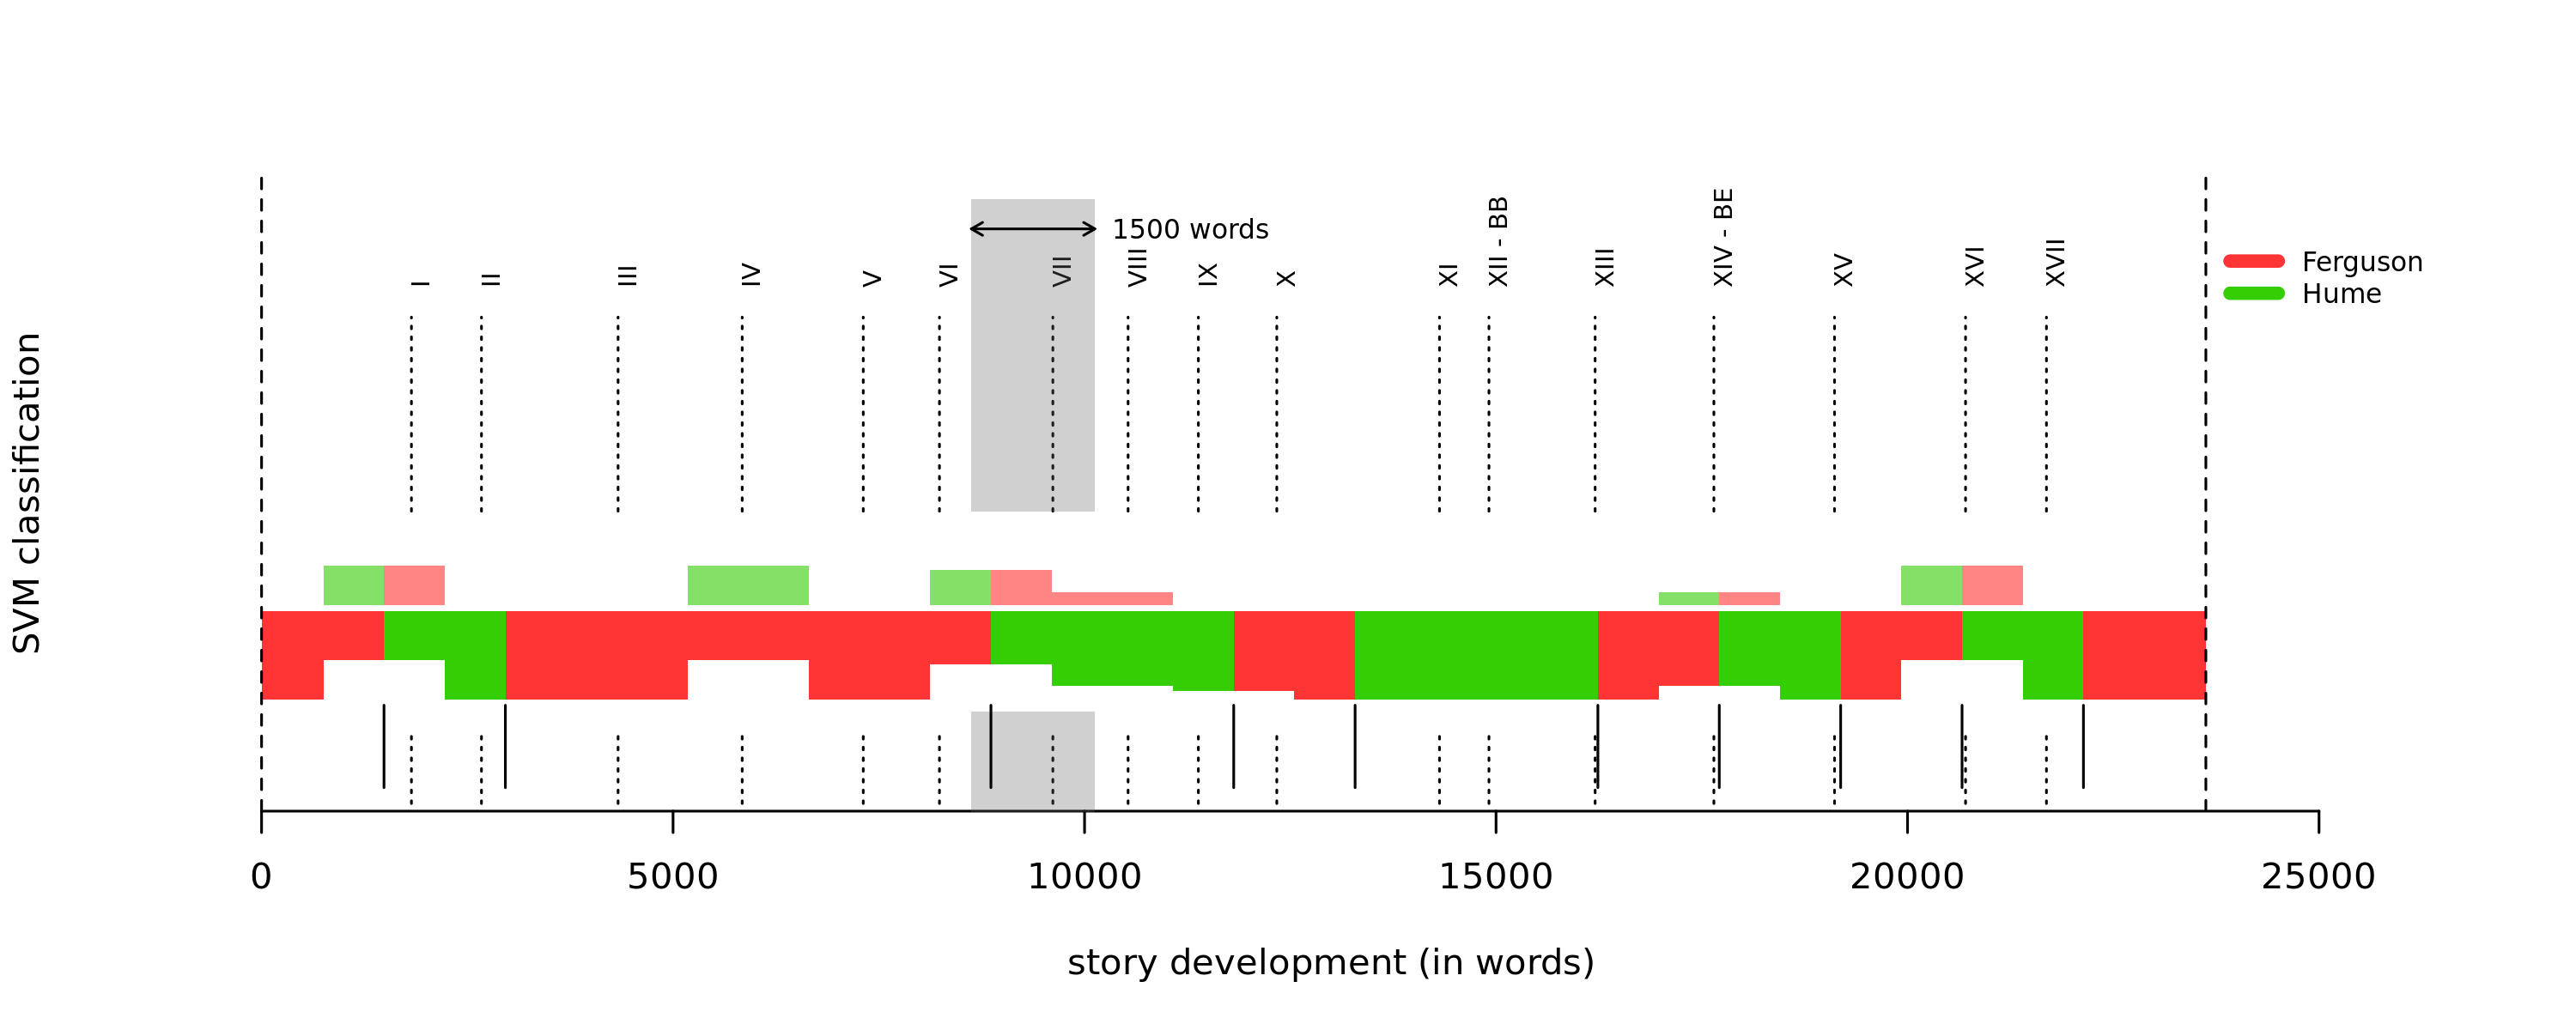 1500 words
I
II
III
IV
V
VI
VII
VIII
IX
X
XI
XII - BB
XIII
XIV - BE
XV
XVI
XVII
Ferguson
Hume
SVM classification
0
5000
10000
15000
20000
25000
story development (in words)